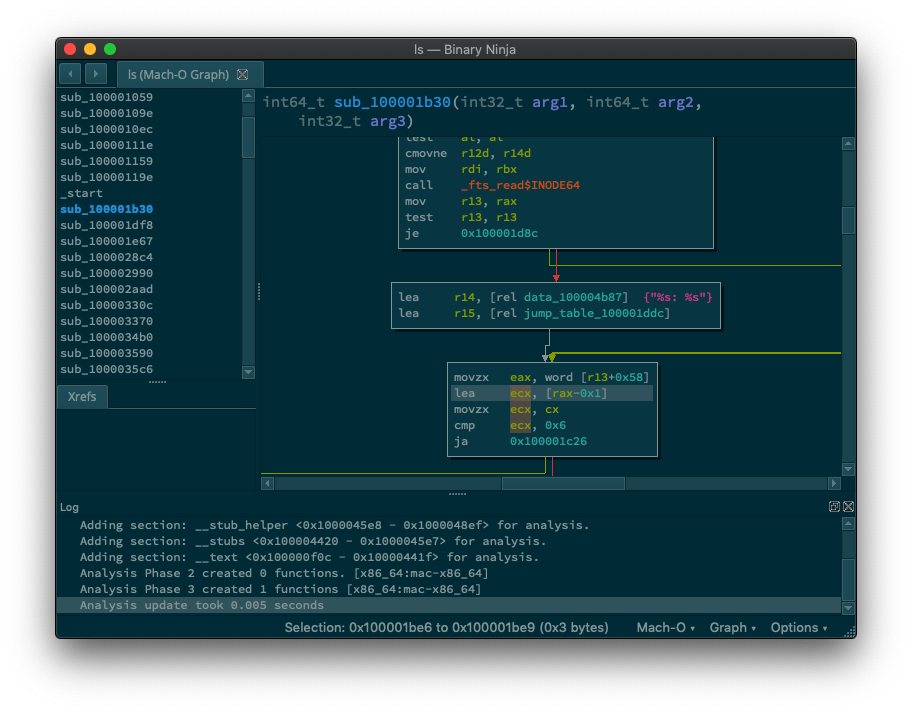 ls — Binary Ninja
ls (Mach-O Graph)
sub_100001059
sub_10000109e
sub_1000010ec
sub_10000111e
sub_100001159
sub_10000119e
_start
sub_100001b30
sub_100001df8
sub_100001e67
sub_1000028c4
sub_100002990
sub_100002aad
sub_10000330c
sub_100003370
sub_1000034b0
sub_100003590
sub_1000035c6
Xrefs
int64_t sub_100001b30(int32_t arg1, int64_t arg2,
int32_t arg3)
test al, al
cmovne r12d, r14d
mov rdi, rbx
call _fts_read$INODE64
mov r13, rax
test r13, r13
je 0x100001d8c
lea r14, [rel data_100004b87] {"%s: %s"}
lea r15, [rel jump_table_100001ddc]
movzx eax, word [r13+0x58]
lea ecx, [rax-0x1]
movzx ecx, cx
cmp ecx, 0x6
ja 0x100001c26
Log
Adding section: __stub_helper <0x1000045e8 - 0x1000048ef> for analysis.
Adding section: __stubs <0x100004420 - 0x1000045e7> for analysis.
Adding section: __text <0x100000f0c - 0x10000441f> for analysis.
Analysis Phase 2 created 0 functions. [x86_64:mac-x86_64]
Analysis Phase 3 created 1 functions [x86_64:mac-x86_64]
Analysis update took 0.005 seconds
Selection: 0x100001be6 to 0x100001be9 (0x3 bytes) Mach-O Graph Options